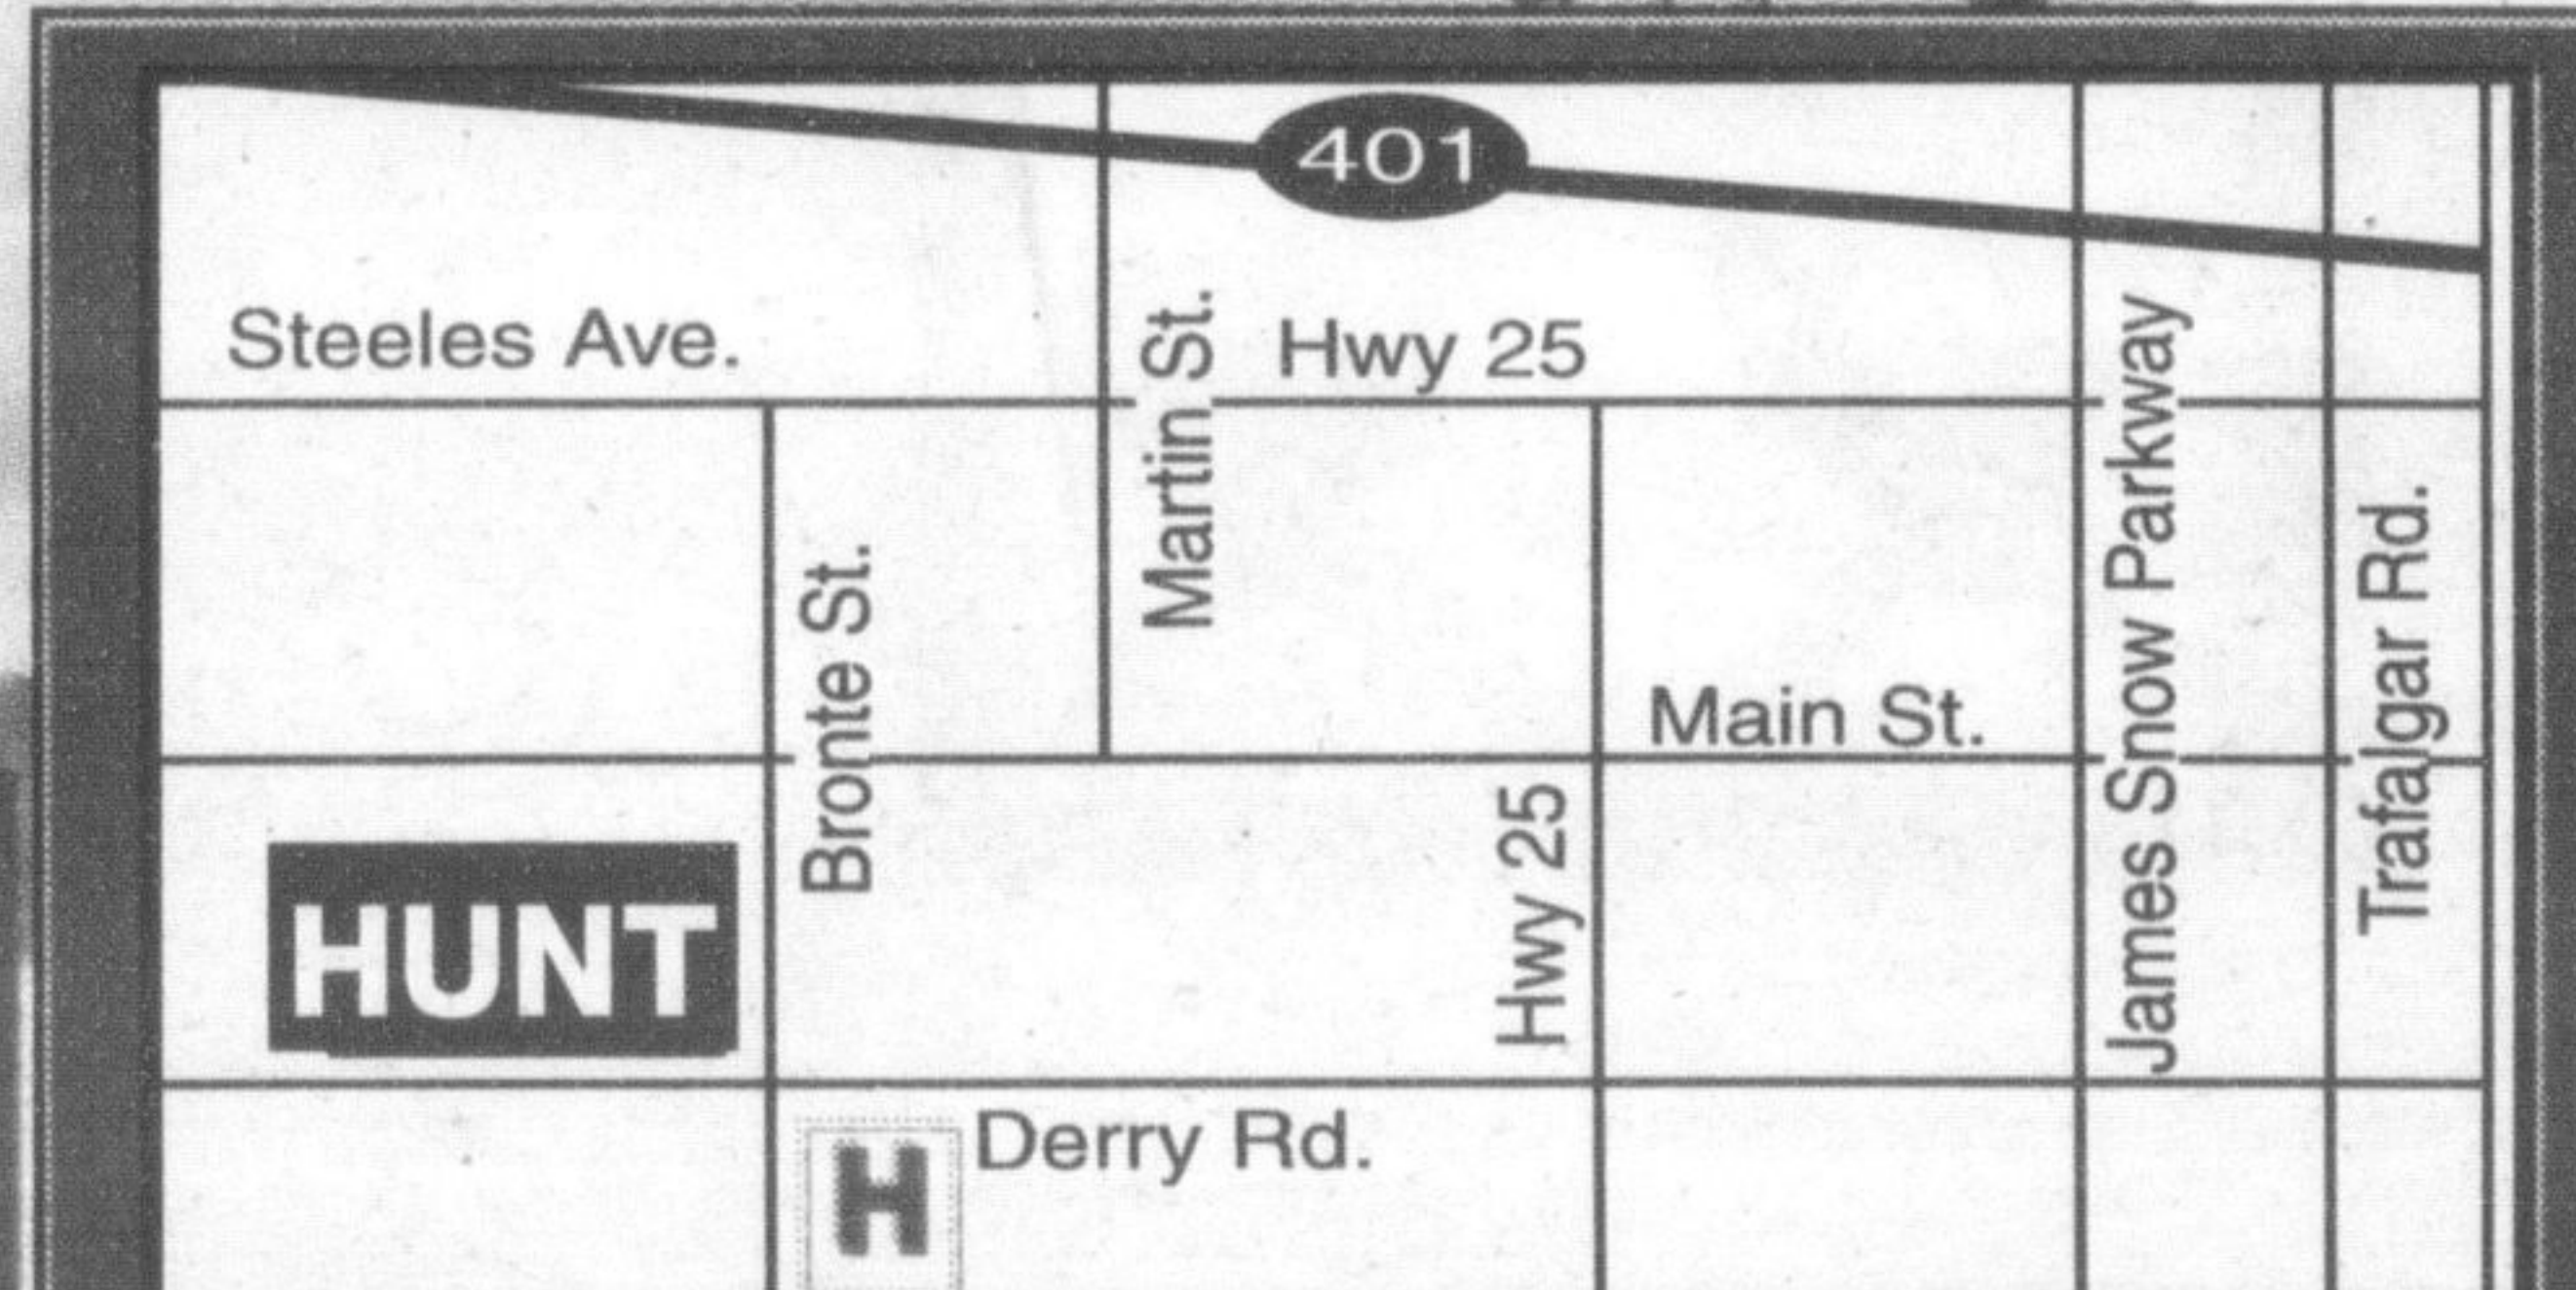 401
Steeles Ave.
Martin St.
Hwy 25
James Snow Parkway
Trafalgar Rd.
Bronte St.
Main St.
Hwy 25
HUNT
Derry Rd.
H